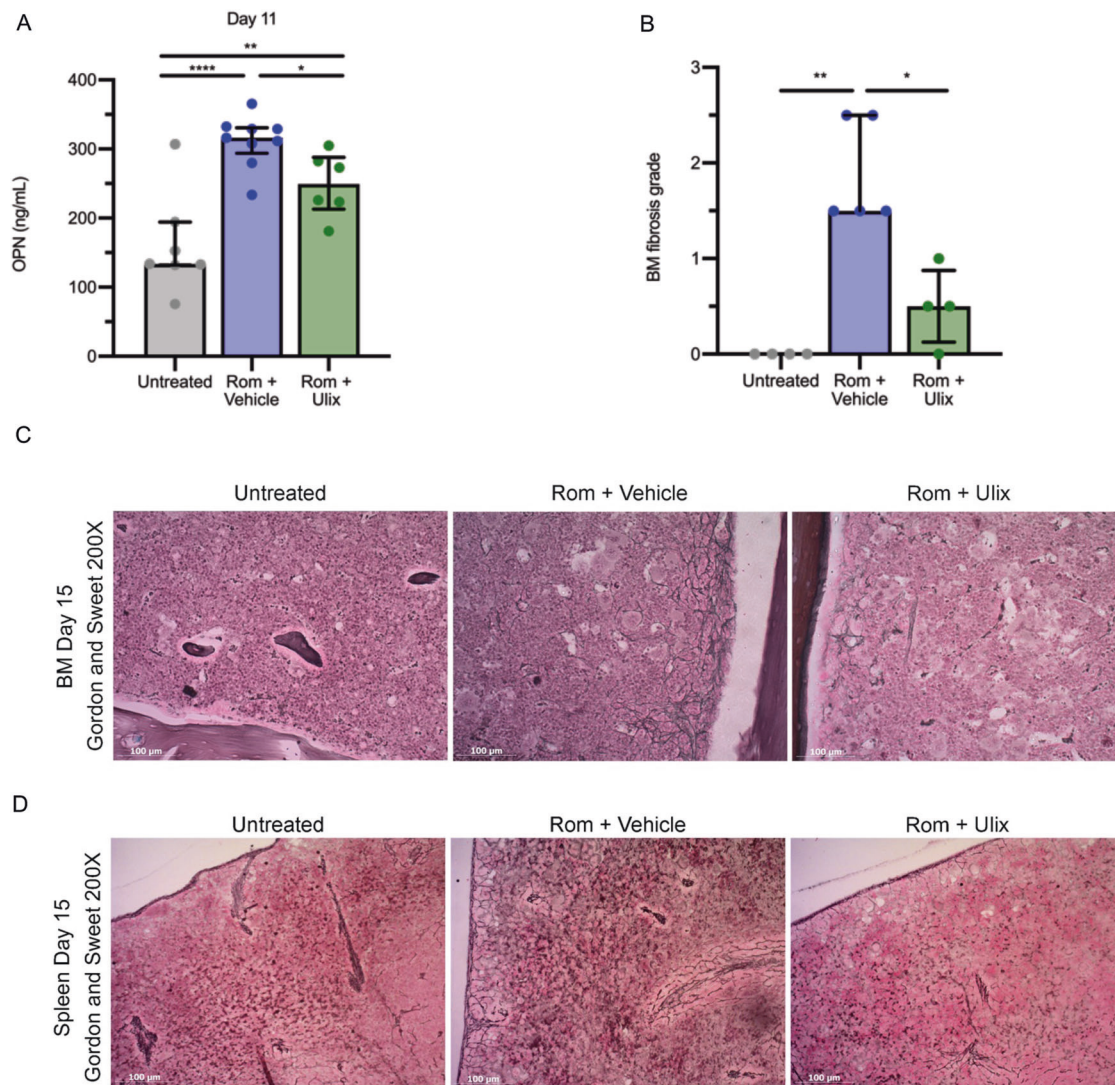 A
Day 11
**
****
*
OPN (ng/mL)
400
300
200
100
0
Untreated
Rom +
Vehicle
Rom +
Ulix
B
**
*
BM fibrosis grade
3
2
1
0
Untreated
Rom +
Vehicle
Rom +
Ulix
C
Untreated
Rom + Vehicle
Rom + Ulix
BM Day 15
Gordon and Sweet 200X
100 µm
100 µm
100 µm
D
Untreated
Rom + Vehicle
Rom + Ulix
Spleen Day 15
Gordon and Sweet 200X
100 µm
100 µm
100 µm